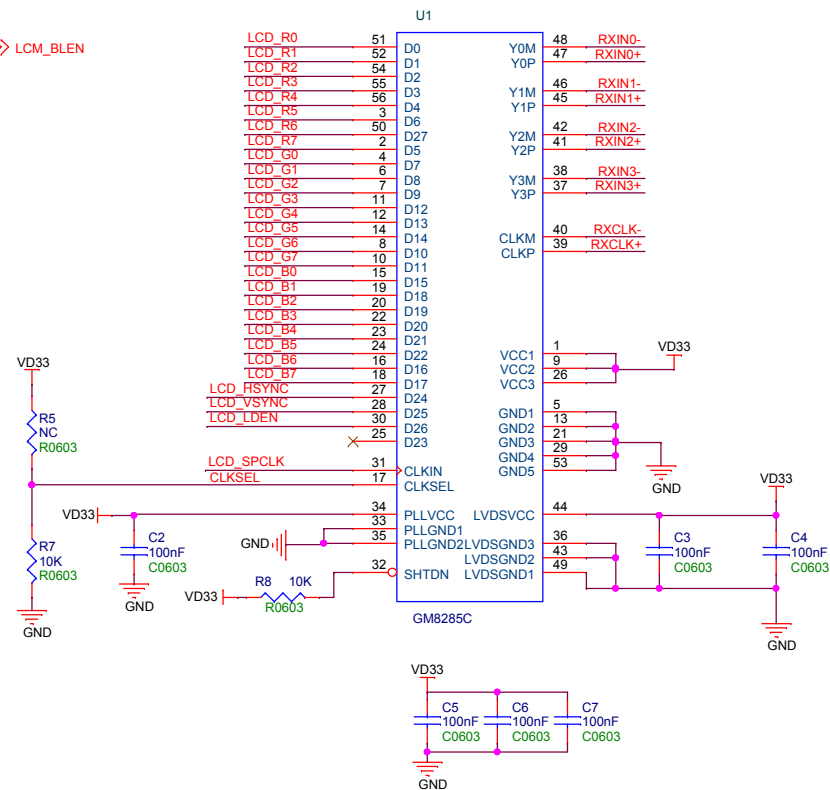 U1
LCM_BLEN
LCD_R0 51 D0 Y0M 48 RXIN0-
LCD_R1 52 D1 Y0P 47 RXIN0+
LCD_R2 54 D2
LCD_R3 55 D3 Y1M 46 RXIN1-
LCD_R4 56 D4 Y1P 45 RXIN1+
LCD_R5 3 D6
LCD_R6 50 D27 Y2M 42 RXIN2-
LCD_R7 2 D5 Y2P 41 RXIN2+
LCD_G0 4 D7
LCD_G1 6 D8 Y3M 38 RXIN3-
LCD_G2 7 D9 Y3P 37 RXIN3+
LCD_G3 11 D12
LCD_G4 12 D13
LCD_G5 14 D14 CLKM 40 RXCLK-
LCD_G6 8 D10 CLKP 39 RXCLK+
LCD_G7 10 D11
LCD_B0 15 D15
LCD_B1 19 D18
LCD_B2 20 D19
LCD_B3 22 D20
LCD_B4 23 D21
LCD_B5 24 D22 VCC1 1
LCD_B6 16 D16 VCC2 9 VD33
LCD_B7 18 D17 VCC3 26
LCD_HSYNC 27 D24
LCD_VSYNC 28 D25 GND1 5
LCD_LDEN 30 D26 GND2 13
25 D23 GND3 21
GND4 29
GND5 53
GND
VD33
R5
NC
R0603
LCD_SPCLK 31 CLKIN
CLKSEL 17 CLKSEL
R7
10K
R0603
GND
VD33 34 PLLVCC LVDSVCC 44
33 PLLGND1
GND 35 PLLGND2 LVDSGND3 36
LVDSGND2 43
LVDSGND1 49
C2
100nF
C0603
GND
VD33 R8 10K 32 SHTDN
R0603
VD33
C3
100nF
C0603
C4
100nF
C0603
GND
GM8285C
VD33
C5
100nF
C0603
C6
100nF
C0603
C7
100nF
C0603
GND